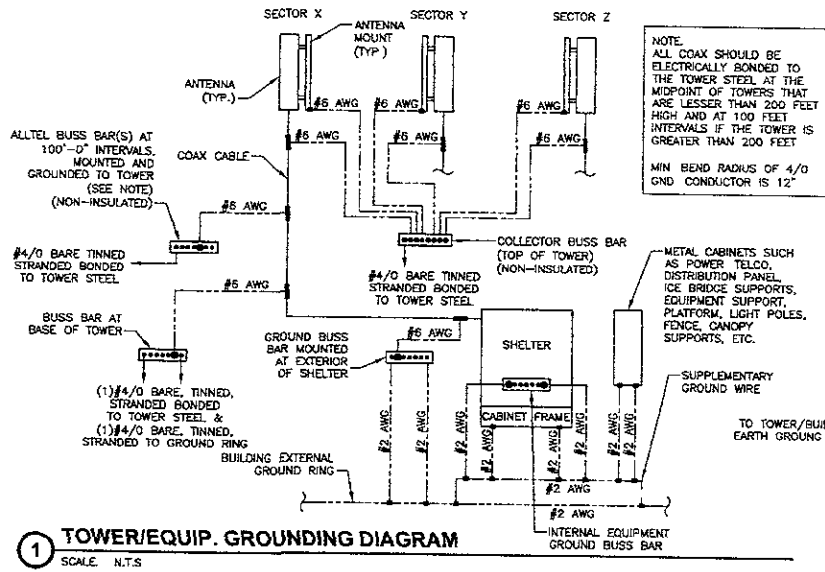 SECTOR X
ANTENNA
MOUNT
(TYP )
SECTOR Y
SECTOR Z
ANTENNA
(TYP.)
#6 AWG
#6 AWG
#6 AWG
#6 AWG
#6 AWG
#6 AWG
NOTE.
ALL COAX SHOULD BE
ELECTRICALLY BONDED TO
THE TOWER STEEL AT THE
MIDPOINT OF TOWERS THAT
ARE LESSER THAN 200 FEET
HIGH AND AT 100 FEET
INTERVALS IF THE TOWER IS
GREATER THAN 200 FEET
MIN BEND RADIUS OF 4/0
GND CONDUCTOR IS 12"
ALLTEL BUSS BAR(S) AT
100'-0" INTERVALS,
MOUNTED AND
GROUNDED TO TOWER
(SEE NOTE)
(NON-INSULATED)
COAX CABLE
#6 AWG
#4/0 BARE TINNED
STRANDED BONDED
TO TOWER STEEL
#6 AWG
COLLECTOR BUSS BAR
(TOP OF TOWER)
(NON-INSULATED)
#4/0 BARE TINNED
STRANDED BONDED
TO TOWER STEEL
METAL CABINETS SUCH
AS POWER TELCO,
DISTRIBUTION PANEL,
ICE BRIDGE SUPPORTS,
EQUIPMENT SUPPORT,
PLATFORM, LIGHT POLES,
FENCE, CANOPY
SUPPORTS, ETC.
BUSS BAR AT
BASE OF TOWER
(1)#4/0 BARE, TINNED,
STRANDED BONDED
TO TOWER STEEL &
(1)#4/0 BARE, TINNED,
STRANDED TO GROUND RING
GROUND BUSS
BAR MOUNTED
AT EXTERIOR
OF SHELTER
#6 AWG
SHELTER
CABINET FRAME
SUPPLEMENTARY
GROUND WIRE
TO TOWER/BUI
EARTH GROUNG
#2 AWG
#2 AWG
#2 AWG
#2 AWG
#2 AWG
#2 AWG
#2 AWG
#2 AWG
BUILDING EXTERNAL
GROUND RING
#2 AWG
#2 AWG
INTERNAL EQUIPMENT
GROUND BUSS BAR
1 TOWER/EQUIP. GROUNDING DIAGRAM
SCALE. N.T.S